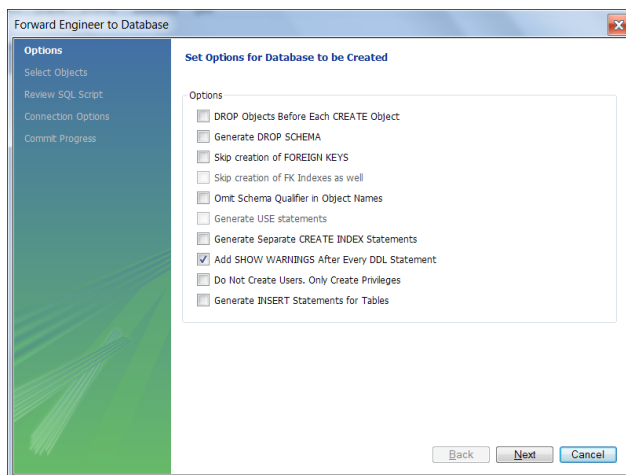 Forward Engineer to Database
Options
Select Objects
Review SQL Script
Connection Options
Commit Progress
Set Options for Database to be Created
Options
DROP Objects Before Each CREATE Object
Generate DROP SCHEMA
Skip creation of FOREIGN KEYS
Skip creation of FK Indexes as well
Omit Schema Qualifier in Object Names
Generate USE statements
Generate Separate CREATE INDEX Statements
Add SHOW WARNINGS After Every DDL Statement
Do Not Create Users. Only Create Privileges
Generate INSERT Statements for Tables
Back Next Cancel